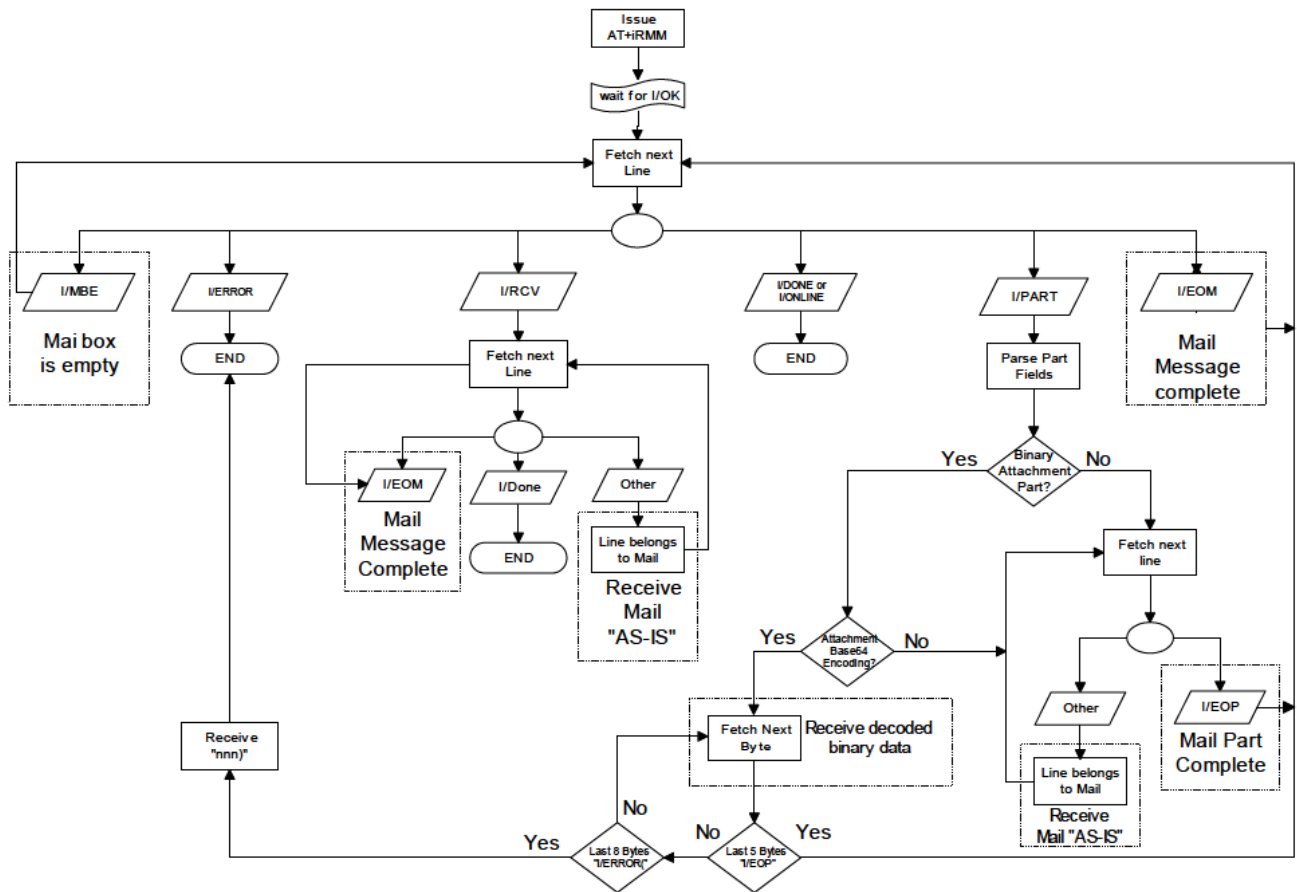 Issue
AT+iRMM
wait for I/OK
Fetch next
Line
I/MBE
Mai box
is empty
I/ERROR
END
I/RCV
Fetch next
Line
I/EOM
Mail
Message
Complete
I/Done
END
Other
Line belongs
to Mail
Receive
Mail
"AS-IS"
I/DONE or
I/ONLINE
END
I/PART
Parse Part
Fields
I/EOM
Mail
Message
complete
Yes
Binary
Attachment
Part?
No
Fetch next
line
Yes
Attachment
Base64
Encoding?
No
Other
Line belongs
to Mail
Receive
Mail "AS-IS"
I/EOP
Mail Part
Complete
Fetch Next
Byte
Receive decoded
binary data
Receive
"nnn)"
Yes
Last 8 Bytes
"I/ERROR("
No
No
Last 5 Bytes
"I/EOP"
Yes